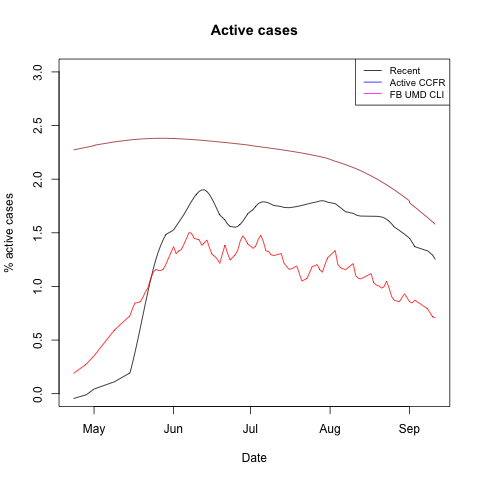 Active cases
Recent
Active CCFR
FB UMD CLI
% active cases
3.0
2.5
2.0
1.5
1.0
0.5
0.0
May Jun Jul Aug Sep
Date